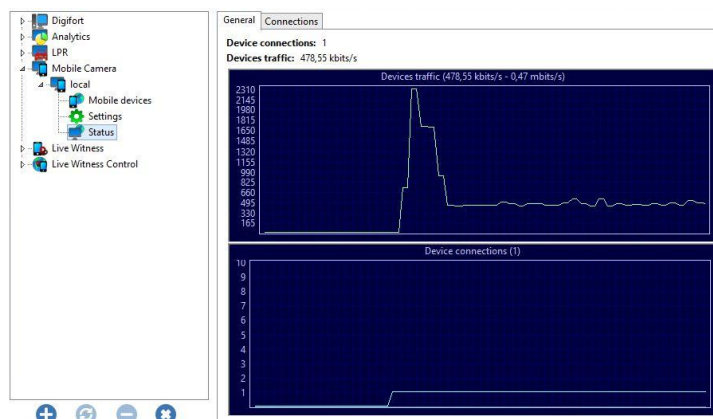 Digifort
Analytics
LPR
Mobile Camera
local
Mobile devices
Settings
Status
Live Witness
Live Witness Control
General
Connections
Device connections: 1
Devices traffic: 478,55 kbits/s
Devices traffic (478,55 kbits/s - 0,47 mbits/s)
2310
2145
1980
1815
1650
1485
1320
1155
990
825
660
495
330
165
Device connections (1)
10
9
8
7
6
5
4
3
2
1